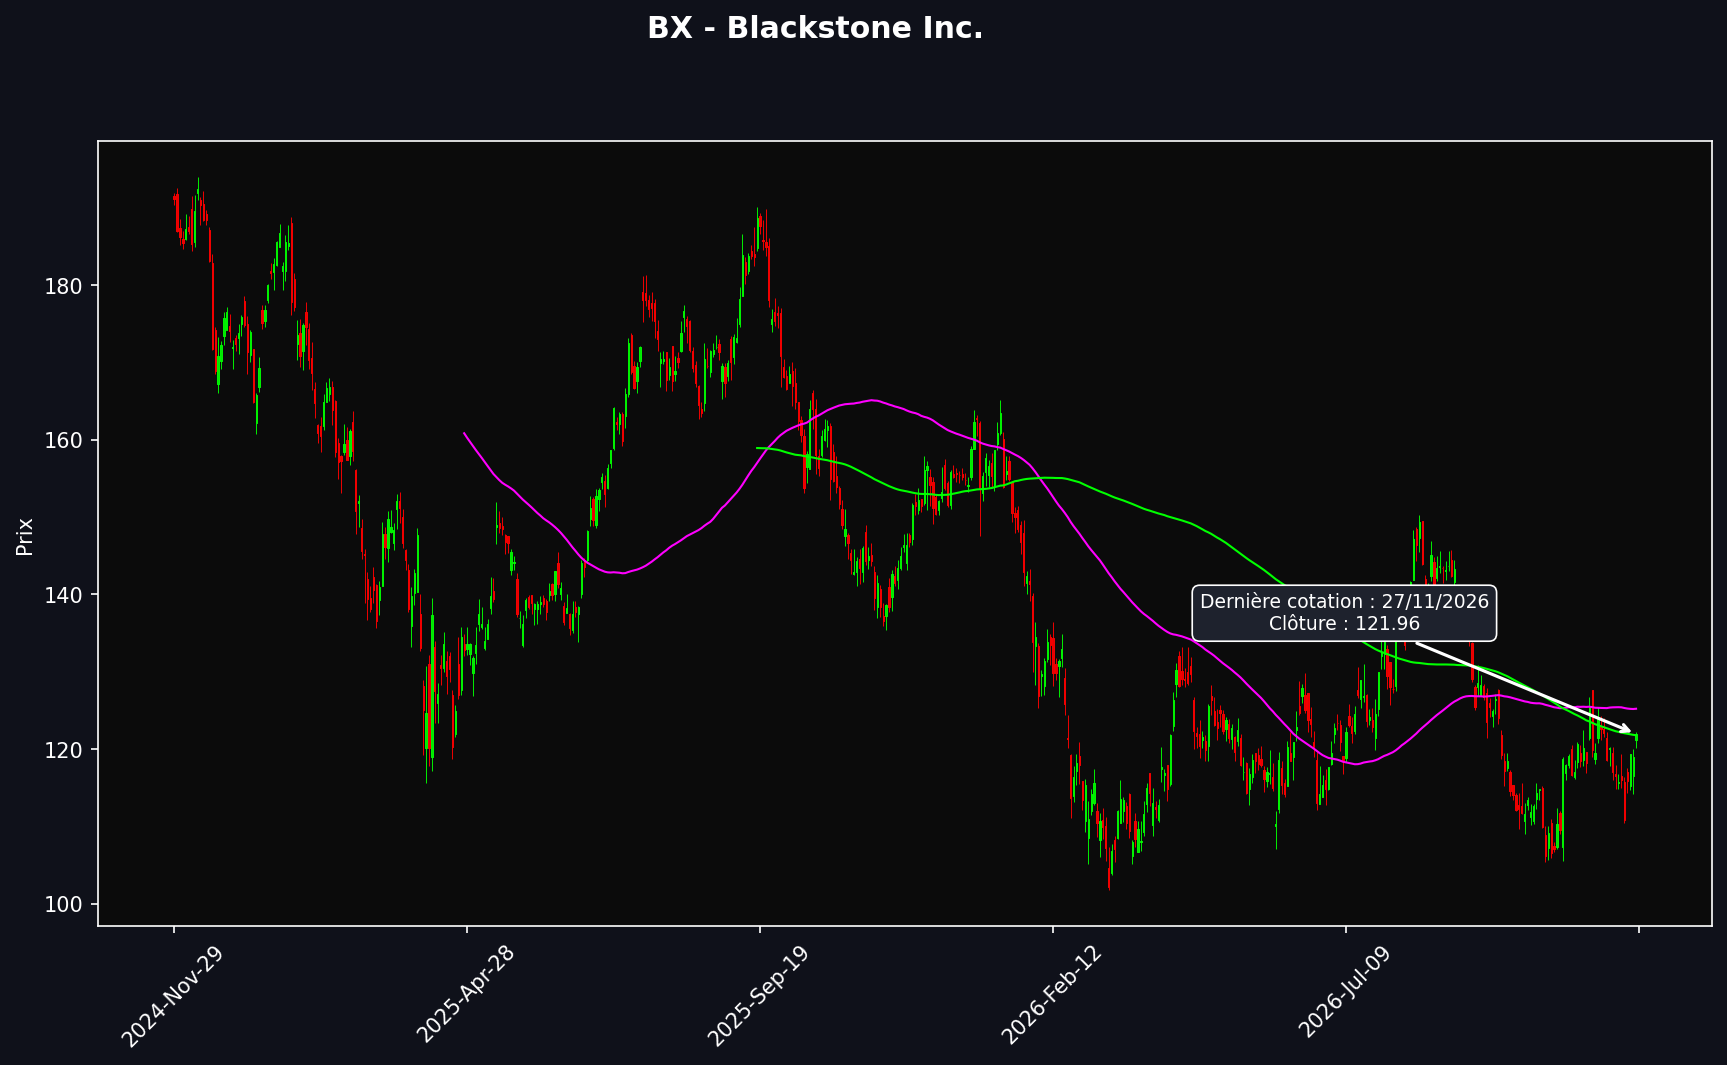 BX - Blackstone Inc.
Prix
180
160
140
120
100
Dernière cotation : 27/11/2026
Clôture : 121.96
2024-Nov-29
2025-Apr-28
2025-Sep-19
2026-Feb-12
2026-Jul-09